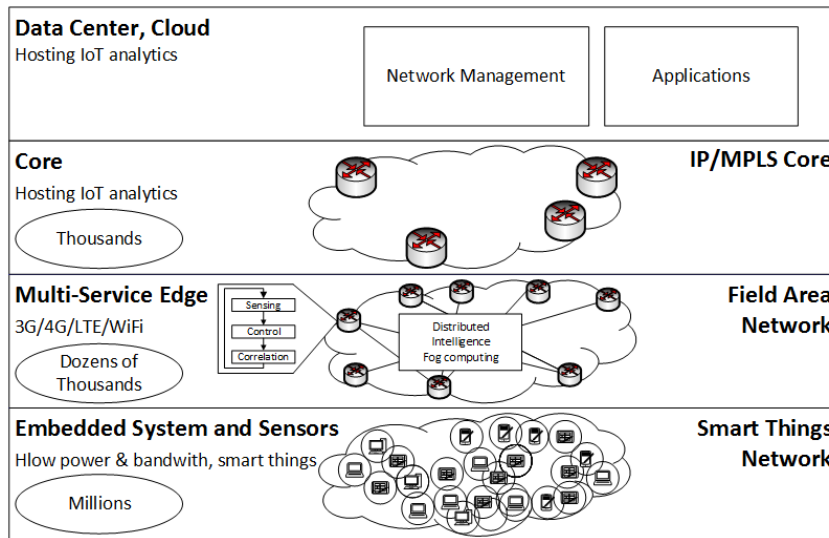 Data Center, Cloud
Hosting IoT analytics
Network Management
Applications
Core
Hosting IoT analytics
Thousands
IP/MPLS Core
Multi-Service Edge
3G/4G/LTE/WiFi
Dozens of
Thousands
Sensing
Control
Correlation
Distributed
Intelligence
Fog computing
Field Area
Network
Embedded System and Sensors
Hlow power & bandwith, smart things
Millions
Smart Things
Network